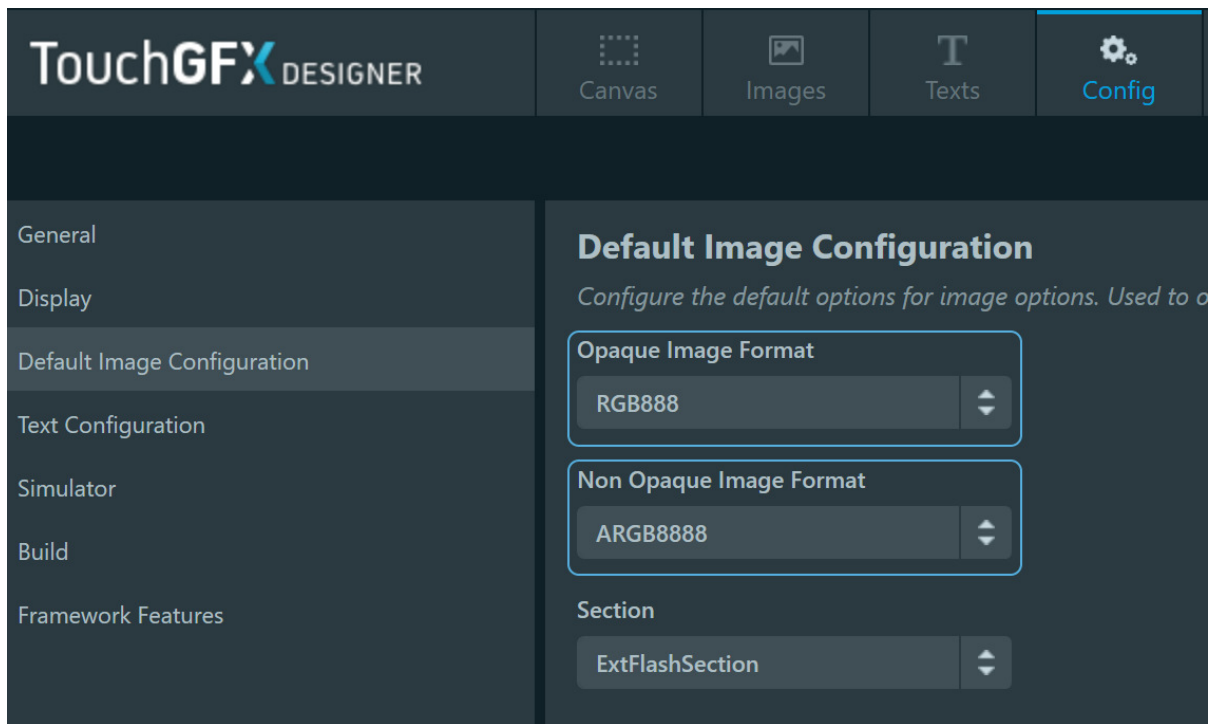 TouchGFX DESIGNER
Canvas
Images
Texts
Config
General
Display
Default Image Configuration
Text Configuration
Simulator
Build
Framework Features
Default Image Configuration
Configure the default options for image options. Used to o
Opaque Image Format
RGB888
Non Opaque Image Format
ARGB8888
Section
ExtFlashSection